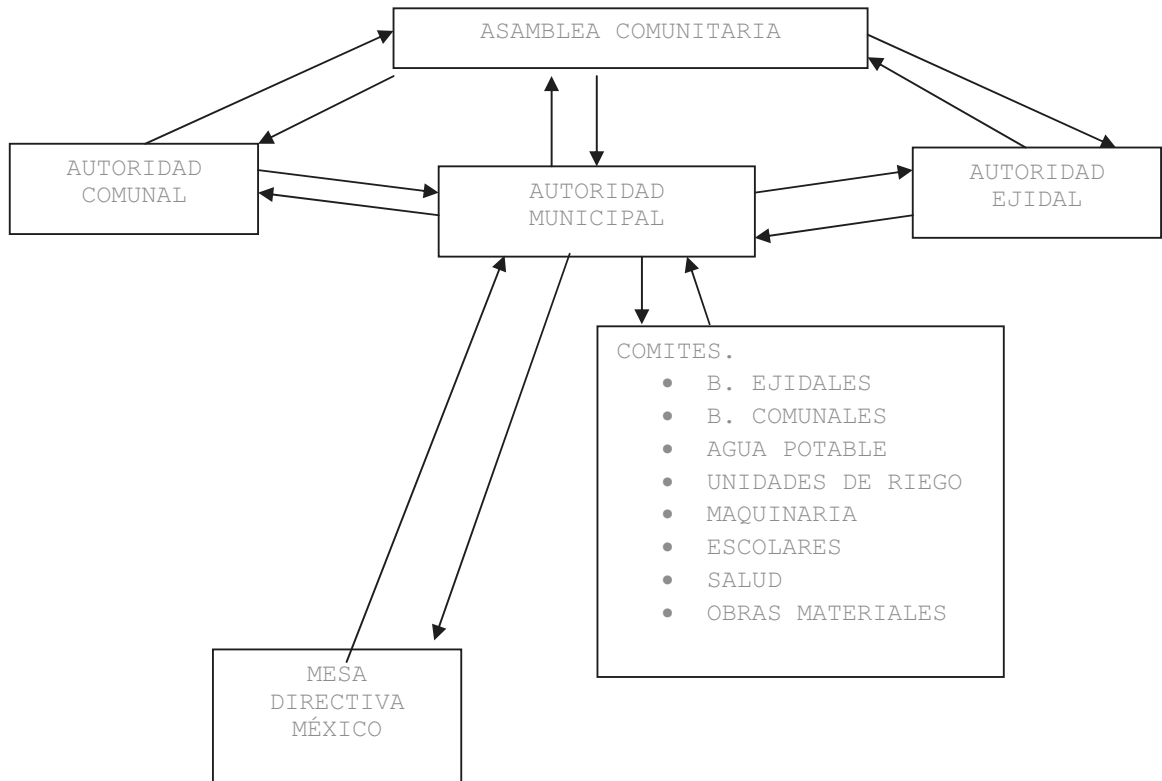 ASAMBLEA COMUNITARIA
AUTORIDAD
COMUNAL
AUTORIDAD
MUNICIPAL
AUTORIDAD
EJIDAL
COMITES.
• B. EJIDALES
• B. COMUNALES
• AGUA POTABLE
• UNIDADES DE RIEGO
• MAQUINARIA
• ESCOLARES
• SALUD
• OBRAS MATERIALES
MESA
DIRECTIVA
MÉXICO